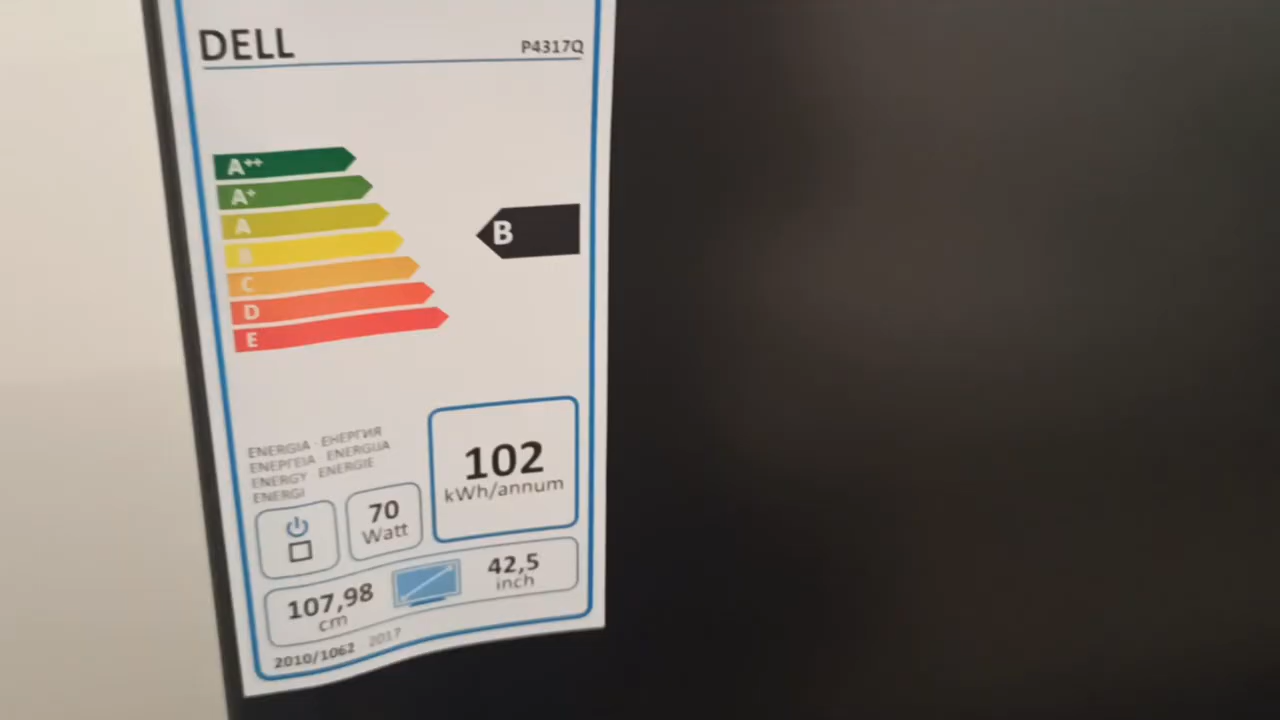 DELL P4317Q
A++
A+
A
B
B
C
D
E
ENERGIA · ЕНЕРГИЯ
ΕΝΕΡΓΕΙΑ ENERGIJA
ENERGY ENERGIE
ENERGI
102
kWh/annum
70
Watt
107,98
cm
42,5
inch
2010/1062 2017